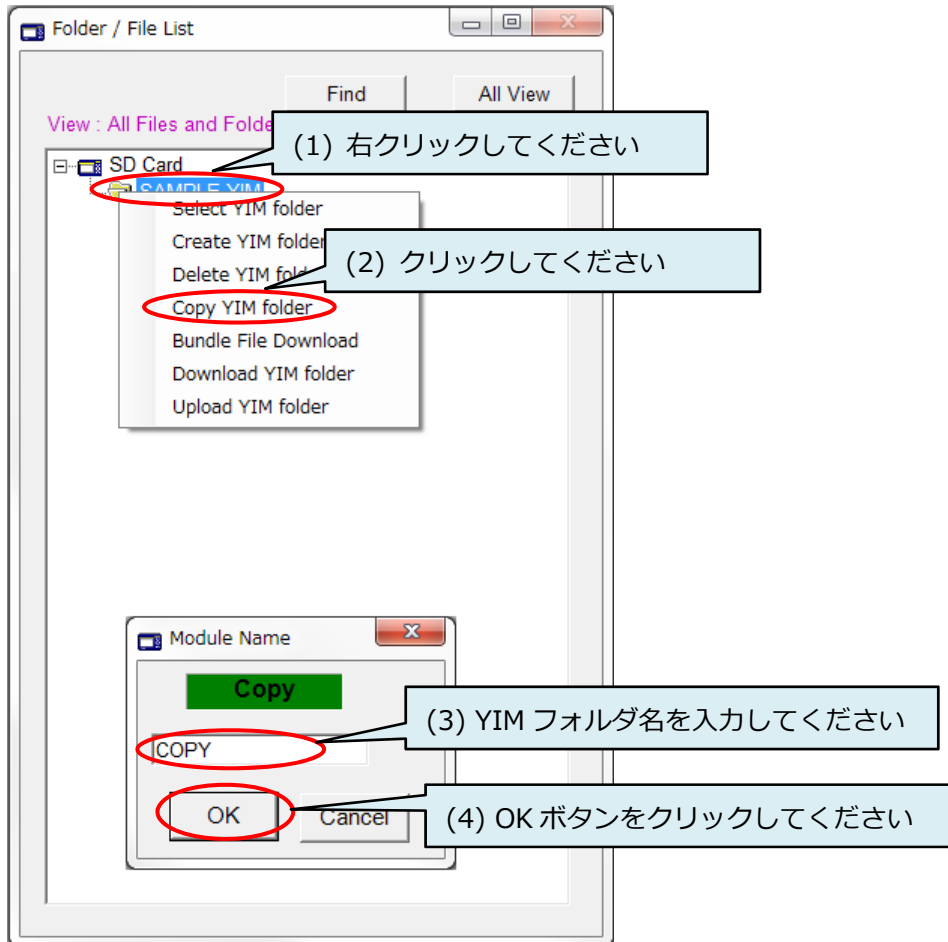 Folder / File List
Find
All View
View : All Files and Folde
(1) 右クリックしてください
SD Card
SAMPLE.YIM
Select YIM folder
Create YIM folder
(2) クリックしてください
Delete YIM folde
Copy YIM folder
Bundle File Download
Download YIM folder
Upload YIM folder
Module Name
Copy
(3) YIM フォルダ名を入力してください
COPY
OK
Cancel
(4) OK ボタンをクリックしてください